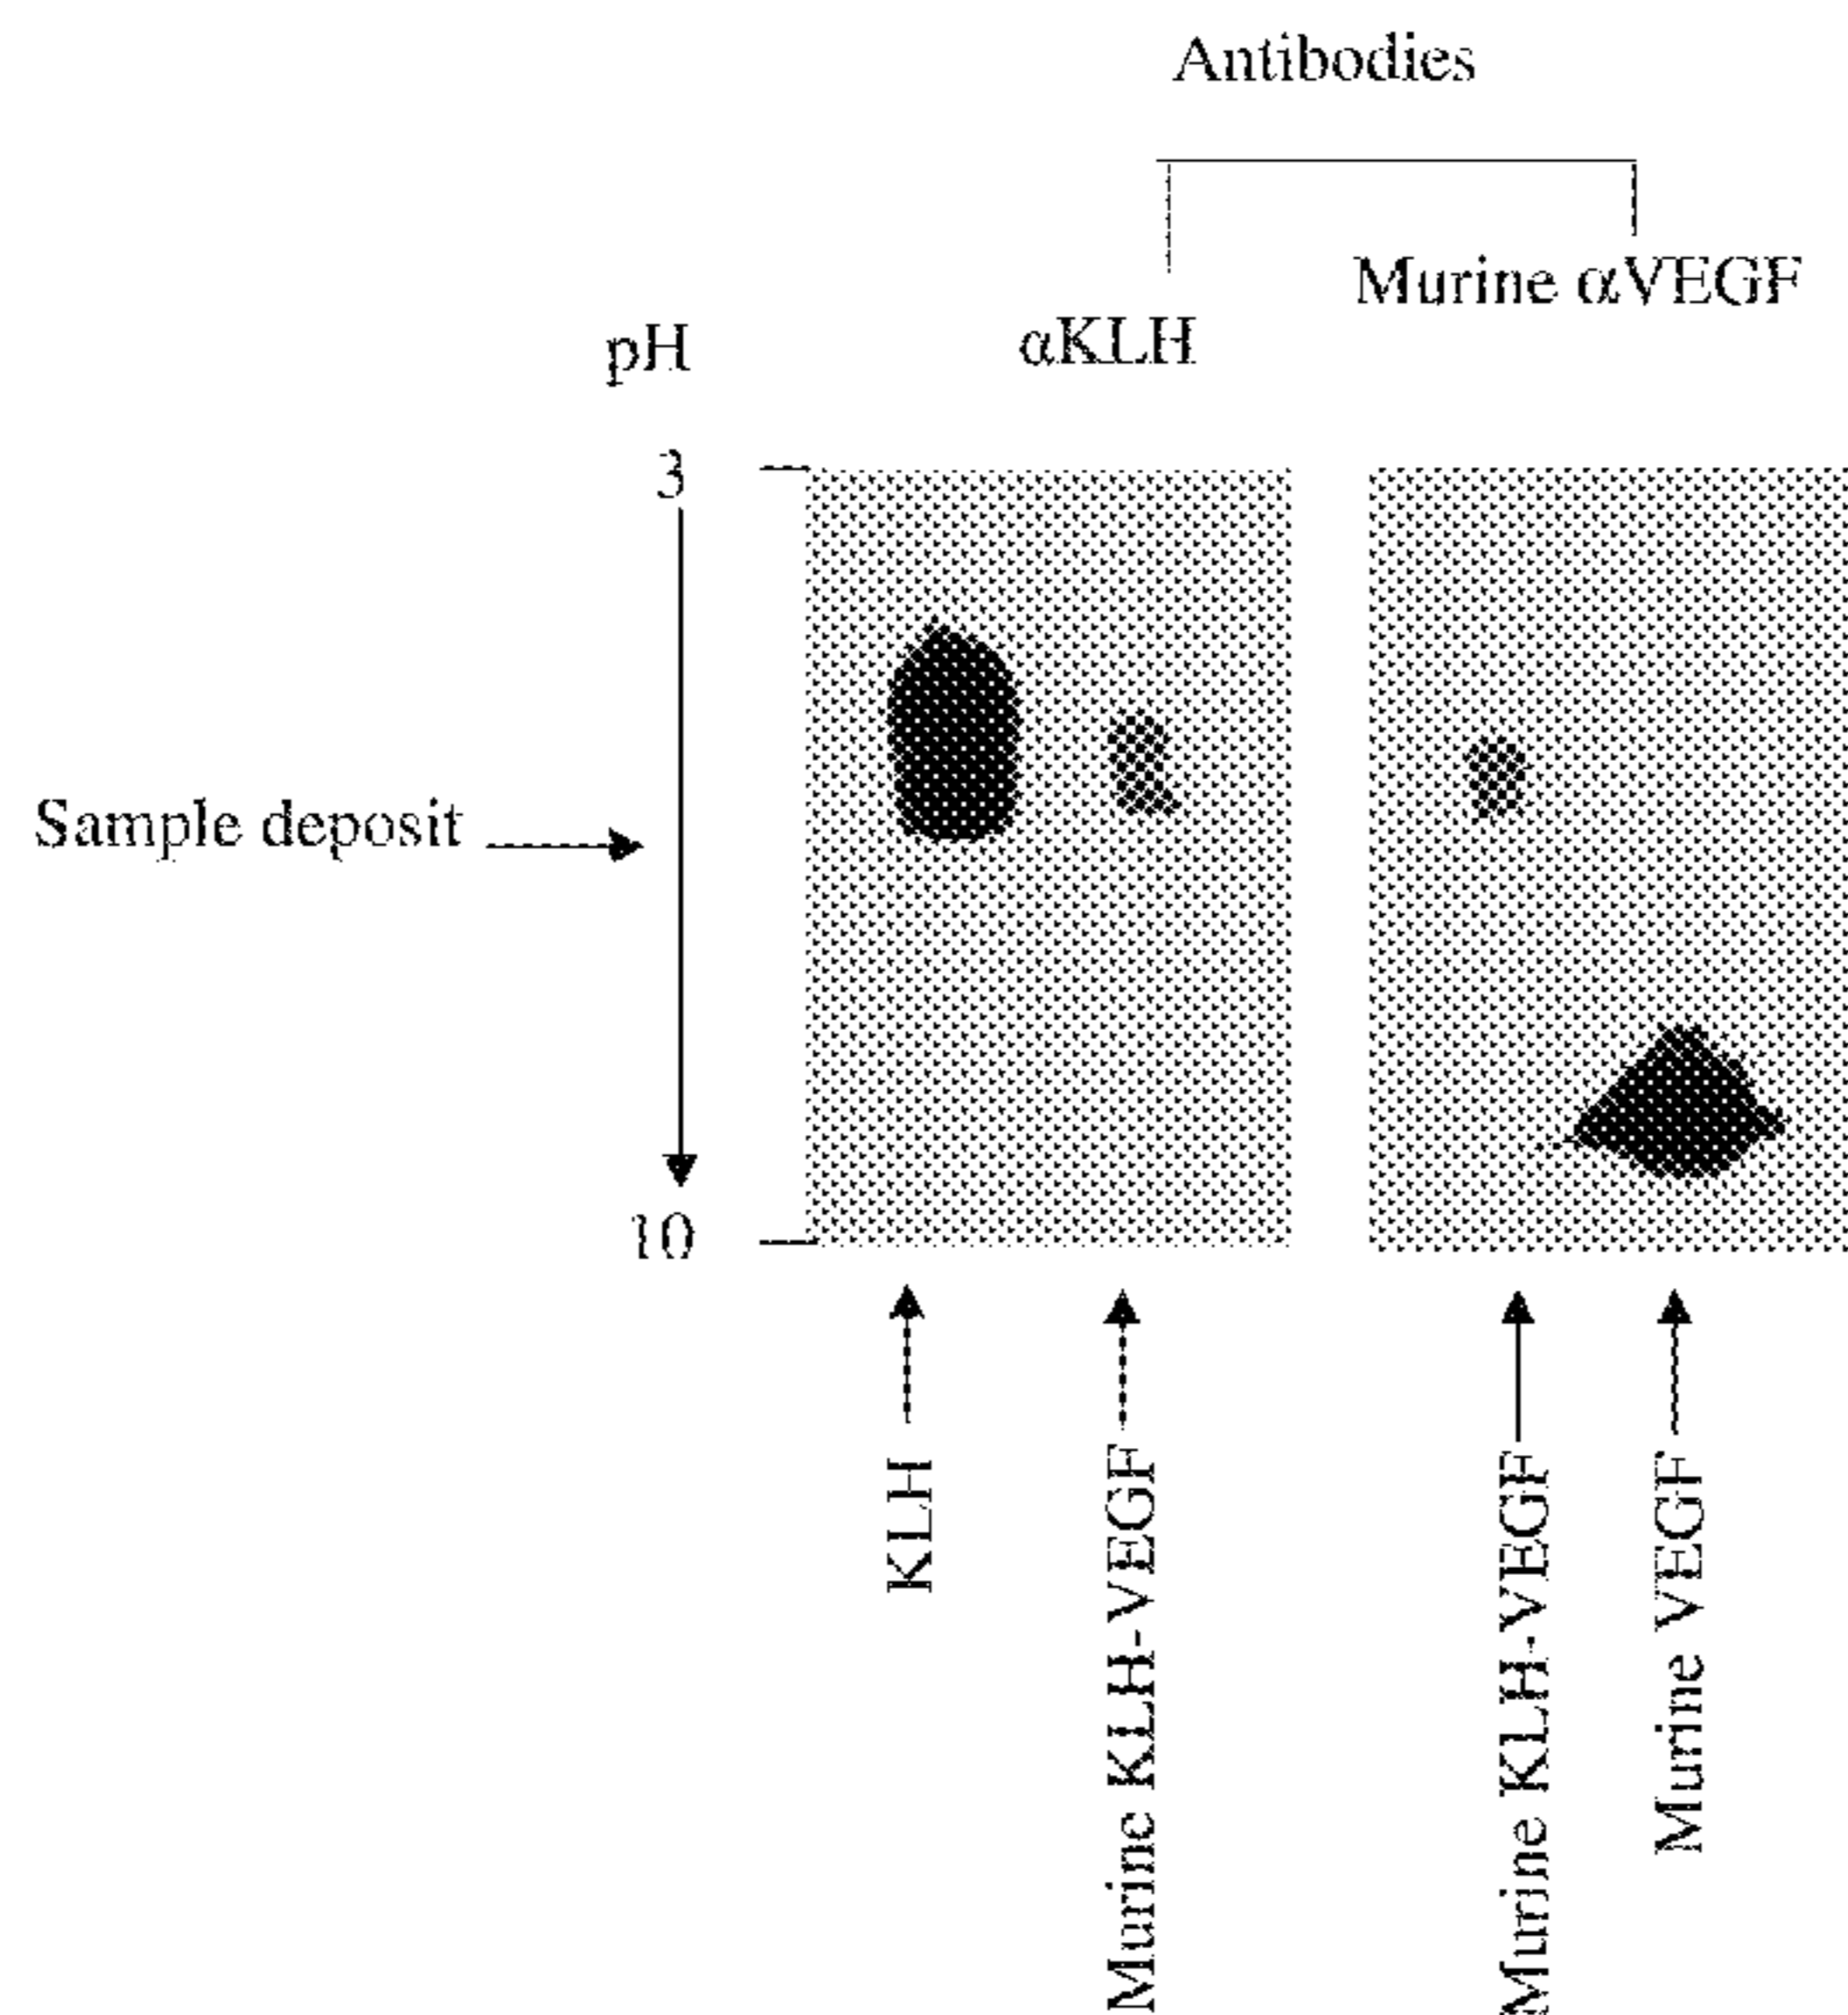 Antibodies
Murine αVEGF
αKLH
pH
3
Sample deposit
10
KLH
Murine KLH-VEGF
Murine KLH-VEGF
Murine VEGF